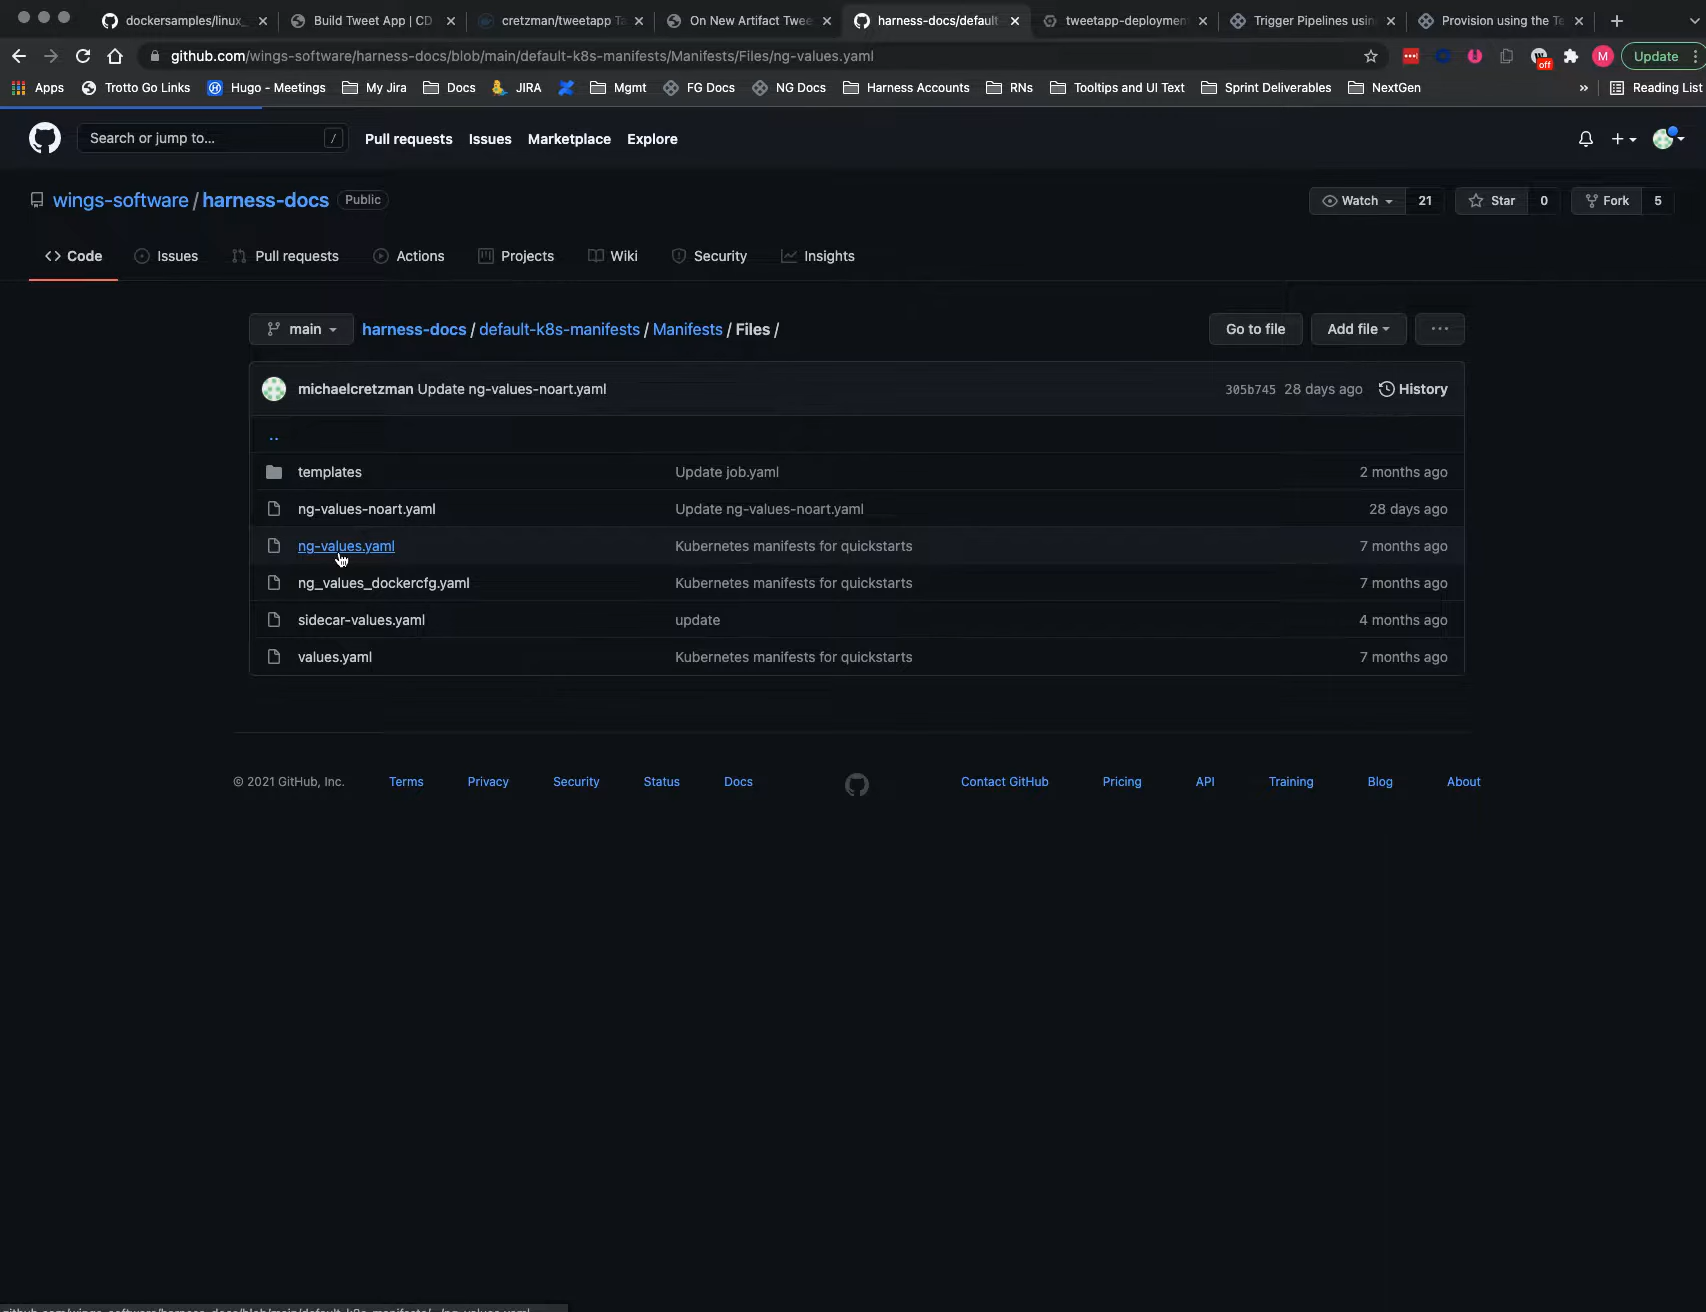 dockersamples/linux_
Build Tweet App | CD
cretzman/tweetapp Ta
On New Artifact Twee
harness-docs/default-
tweetapp-deploymen
Trigger Pipelines usin
Provision using the Te
github.com/wings-software/harness-docs/blob/main/default-k8s-manifests/Manifests/Files/ng-values.yaml
off
M
Update
Apps
Trotto Go Links
Hugo - Meetings
My Jira
Docs
JIRA
Mgmt
FG Docs
NG Docs
Harness Accounts
RNs
Tooltips and UI Text
Sprint Deliverables
NextGen
»
Reading List
Search or jump to...
/
Pull requests
Issues
Marketplace
Explore
wings-software / harness-docs
Public
Watch
21
Star
0
Fork
5
Code
Issues
Pull requests
Actions
Projects
Wiki
Security
Insights
main
harness-docs / default-k8s-manifests / Manifests / Files /
Go to file
Add file
...
michaelcretzman Update ng-values-noart.yaml
305b745 28 days ago
History
..
templates
Update job.yaml
2 months ago
ng-values-noart.yaml
Update ng-values-noart.yaml
28 days ago
ng-values.yaml
Kubernetes manifests for quickstarts
7 months ago
ng_values_dockercfg.yaml
Kubernetes manifests for quickstarts
7 months ago
sidecar-values.yaml
update
4 months ago
values.yaml
Kubernetes manifests for quickstarts
7 months ago
© 2021 GitHub, Inc.
Terms
Privacy
Security
Status
Docs
Contact GitHub
Pricing
API
Training
Blog
About